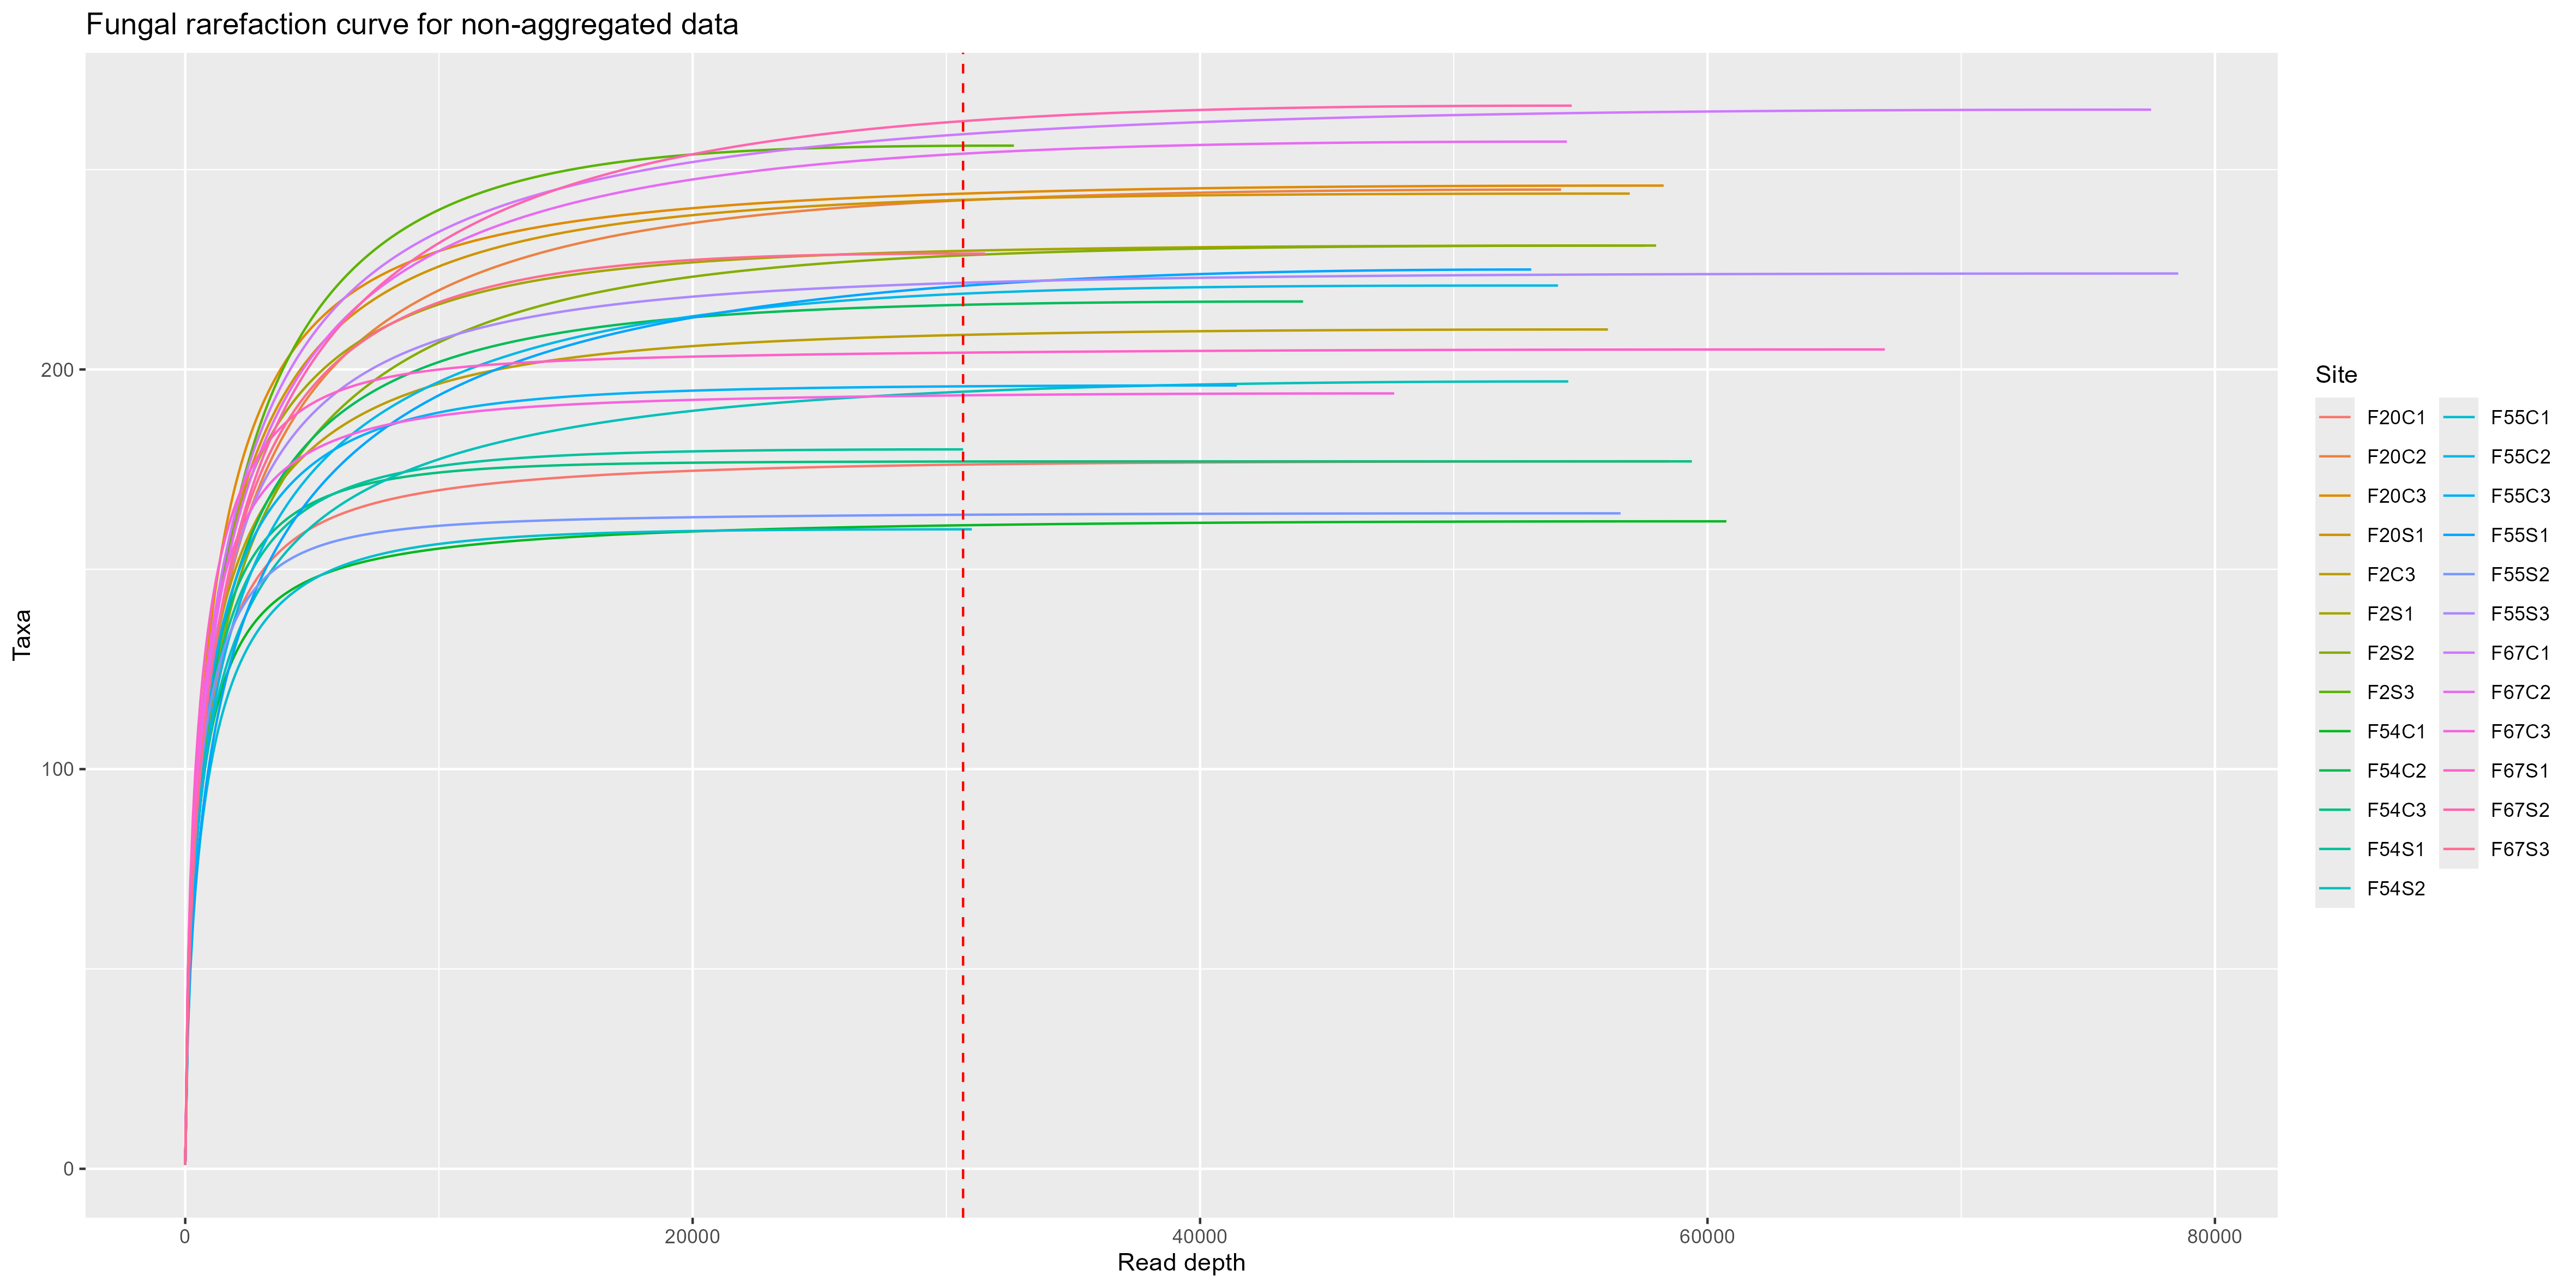 Fungal rarefaction curve for non-aggregated data
Taxa
200
100
0
0
20000
40000
60000
80000
Read depth
Site
F20C1
F20C2
F20C3
F20S1
F2C3
F2S1
F2S2
F2S3
F54C1
F54C2
F54C3
F54S1
F54S2
F55C1
F55C2
F55C3
F55S1
F55S2
F55S3
F67C1
F67C2
F67C3
F67S1
F67S2
F67S3